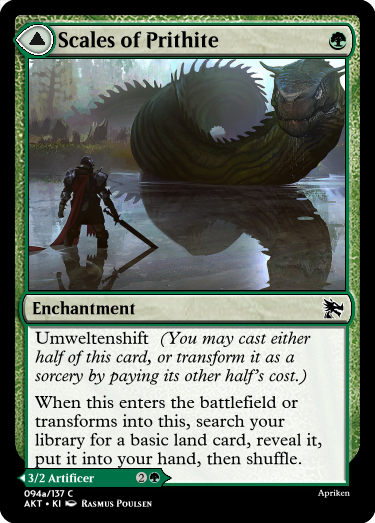 Scales of Prithite
Enchantment
Umweltenshift (You may cast either
half of this card, or transform it as a
sorcery by paying its other half's cost.)
When this enters the battlefield or
transforms into this, search your
library for a basic land card, reveal it,
put it into your hand, then shuffle.
3/2 Artificer 2
094a/137 C Apriken
AKT • KI Rasmus Poulsen